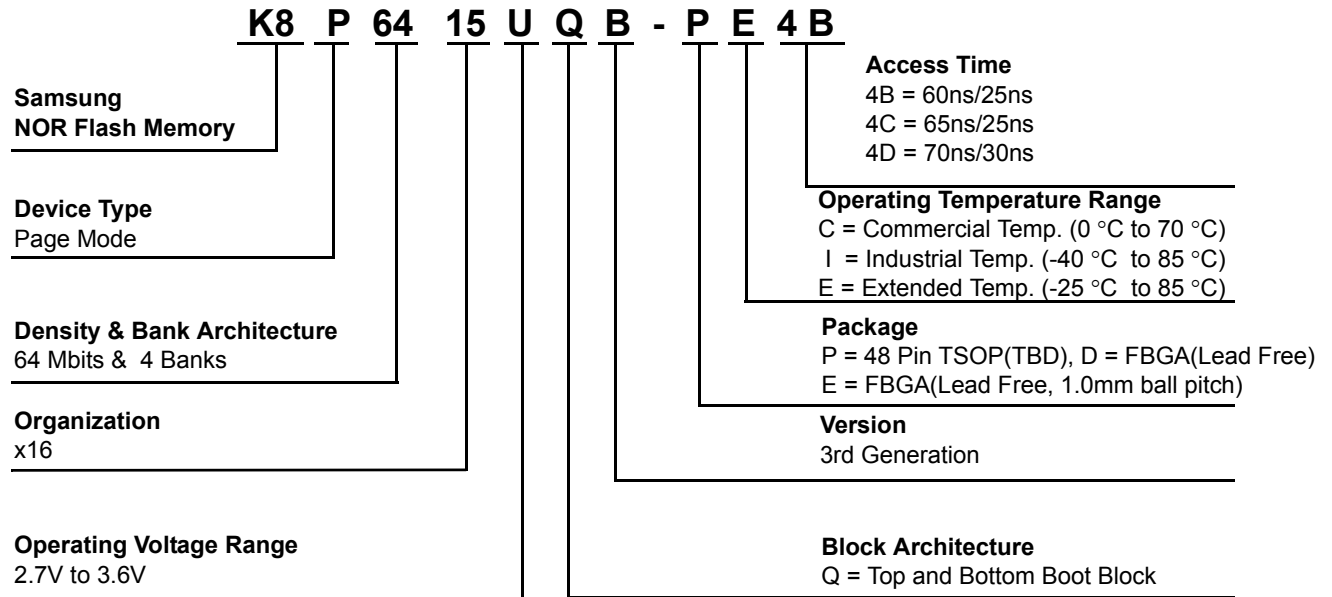 K8 P 64 15 U Q B - P E 4 B
Samsung
NOR Flash Memory
Device Type
Page Mode
Density & Bank Architecture
64 Mbits & 4 Banks
Organization
x16
Operating Voltage Range
2.7V to 3.6V
Access Time
4B = 60ns/25ns
4C = 65ns/25ns
4D = 70ns/30ns
Operating Temperature Range
C = Commercial Temp. (0 °C to 70 °C)
I = Industrial Temp. (-40 °C to 85 °C)
E = Extended Temp. (-25 °C to 85 °C)
Package
P = 48 Pin TSOP(TBD), D = FBGA(Lead Free)
E = FBGA(Lead Free, 1.0mm ball pitch)
Version
3rd Generation
Block Architecture
Q = Top and Bottom Boot Block